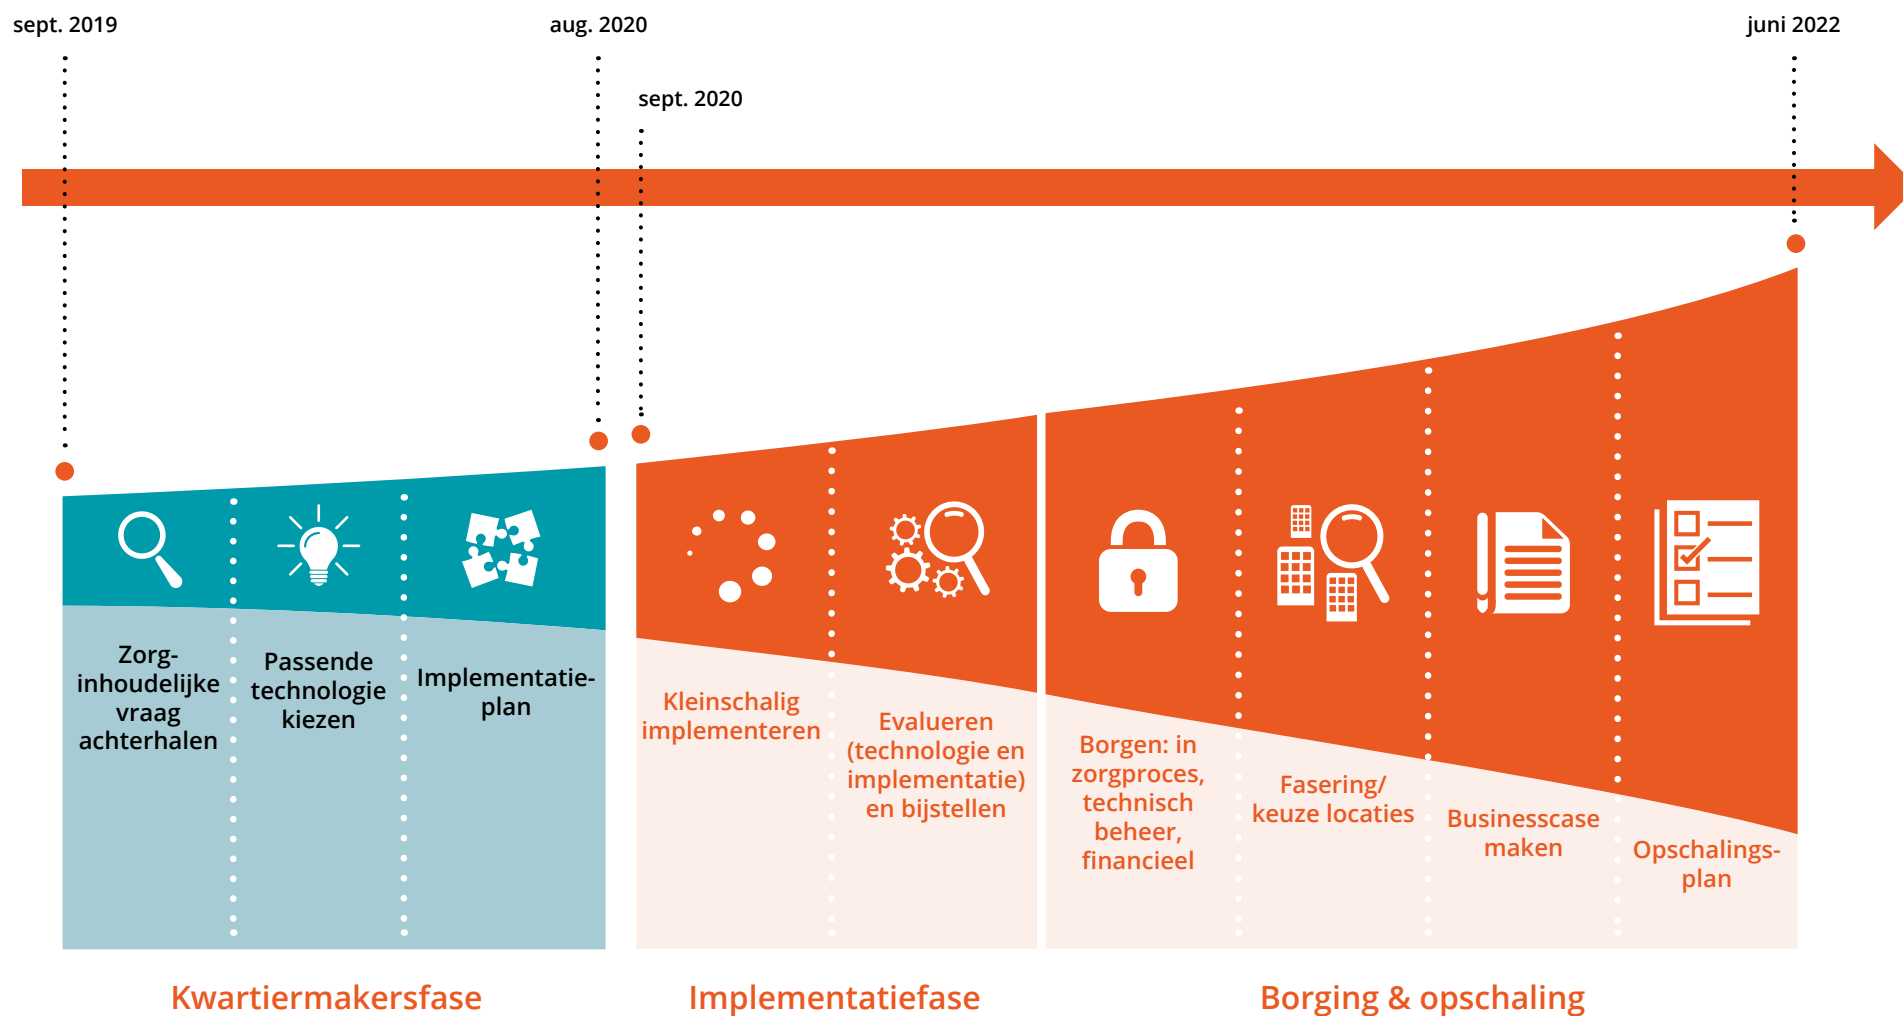 sept. 2019
aug. 2020
juni 2022
sept. 2020
Zorg-
inhoudelijke
vraag
achterhalen
Passende
technologie
kiezen
Implementatie-
plan
Kleinschalig
implementeren
Evalueren
(technologie en
implementatie)
en bijstellen
Borgen: in
zorgproces,
technisch
beheer,
financieel
Fasering/
keuze locaties
Businesscase
maken
Opschalings-
plan
Kwartiermakersfase
Implementatiefase
Borging & opschaling